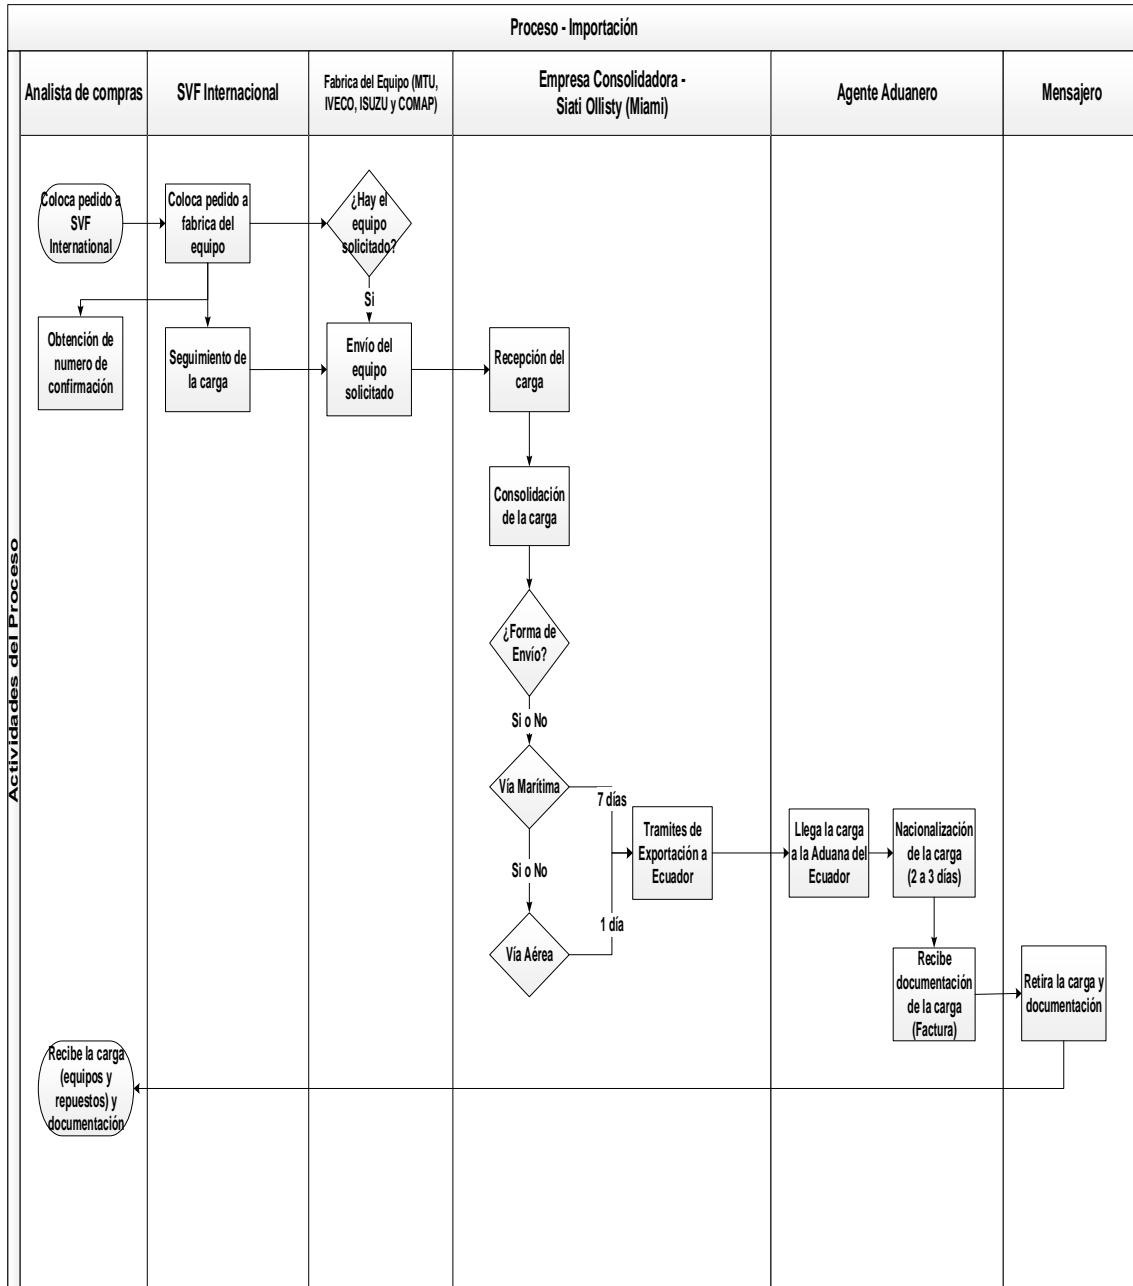 Proceso - Importación
Analista de compras
SVF Internacional
Fabrica del Equipo (MTU,
IVECO, ISUZU y COMAP)
Empresa Consolidadora -
Siati Ollisty (Miami)
Agente Aduanero
Mensajero
Actividades del Proceso
Coloca pedido a
SVF
International
Coloca pedido a
fabrica del
equipo
¿Hay el
equipo
solicitado?
Si
Obtención de
numero de
confirmación
Seguimiento de
la carga
Envío del
equipo
solicitado
Recepción del
carga
Consolidación
de la carga
¿Forma de
Envío?
Si o No
Vía Marítima
7 días
Si o No
Vía Aérea
1 día
Tramites de
Exportación a
Ecuador
Llega la carga
a la Aduana del
Ecuador
Nacionalización
de la carga
(2 a 3 días)
Recibe
documentación
de la carga
(Factura)
Retira la carga y
documentación
Recibe la carga
(equipos y
repuestos) y
documentación